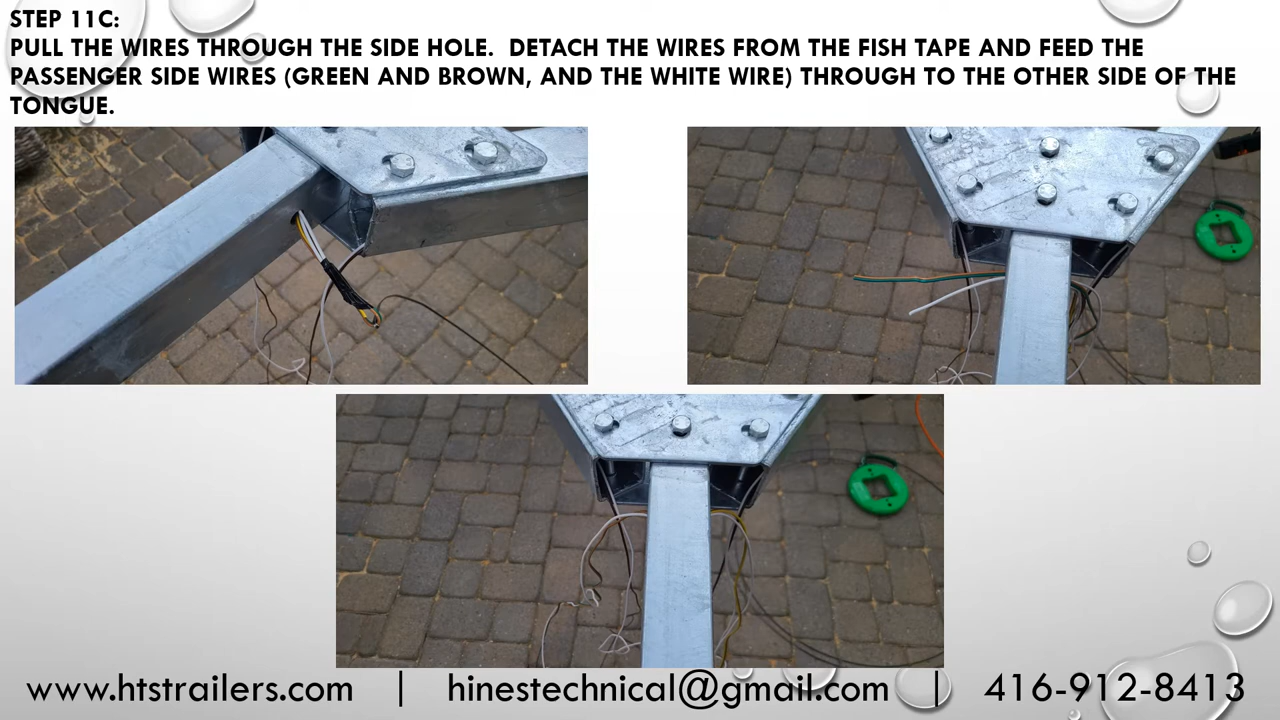 STEP 11C:
PULL THE WIRES THROUGH THE SIDE HOLE.  DETACH THE WIRES FROM THE FISH TAPE AND FEED THE
PASSENGER SIDE WIRES (GREEN AND BROWN, AND THE WHITE WIRE) THROUGH TO THE OTHER SIDE OF THE
TONGUE.
www.htstrailers.com | hinestechnical@gmail.com | 416-912-8413